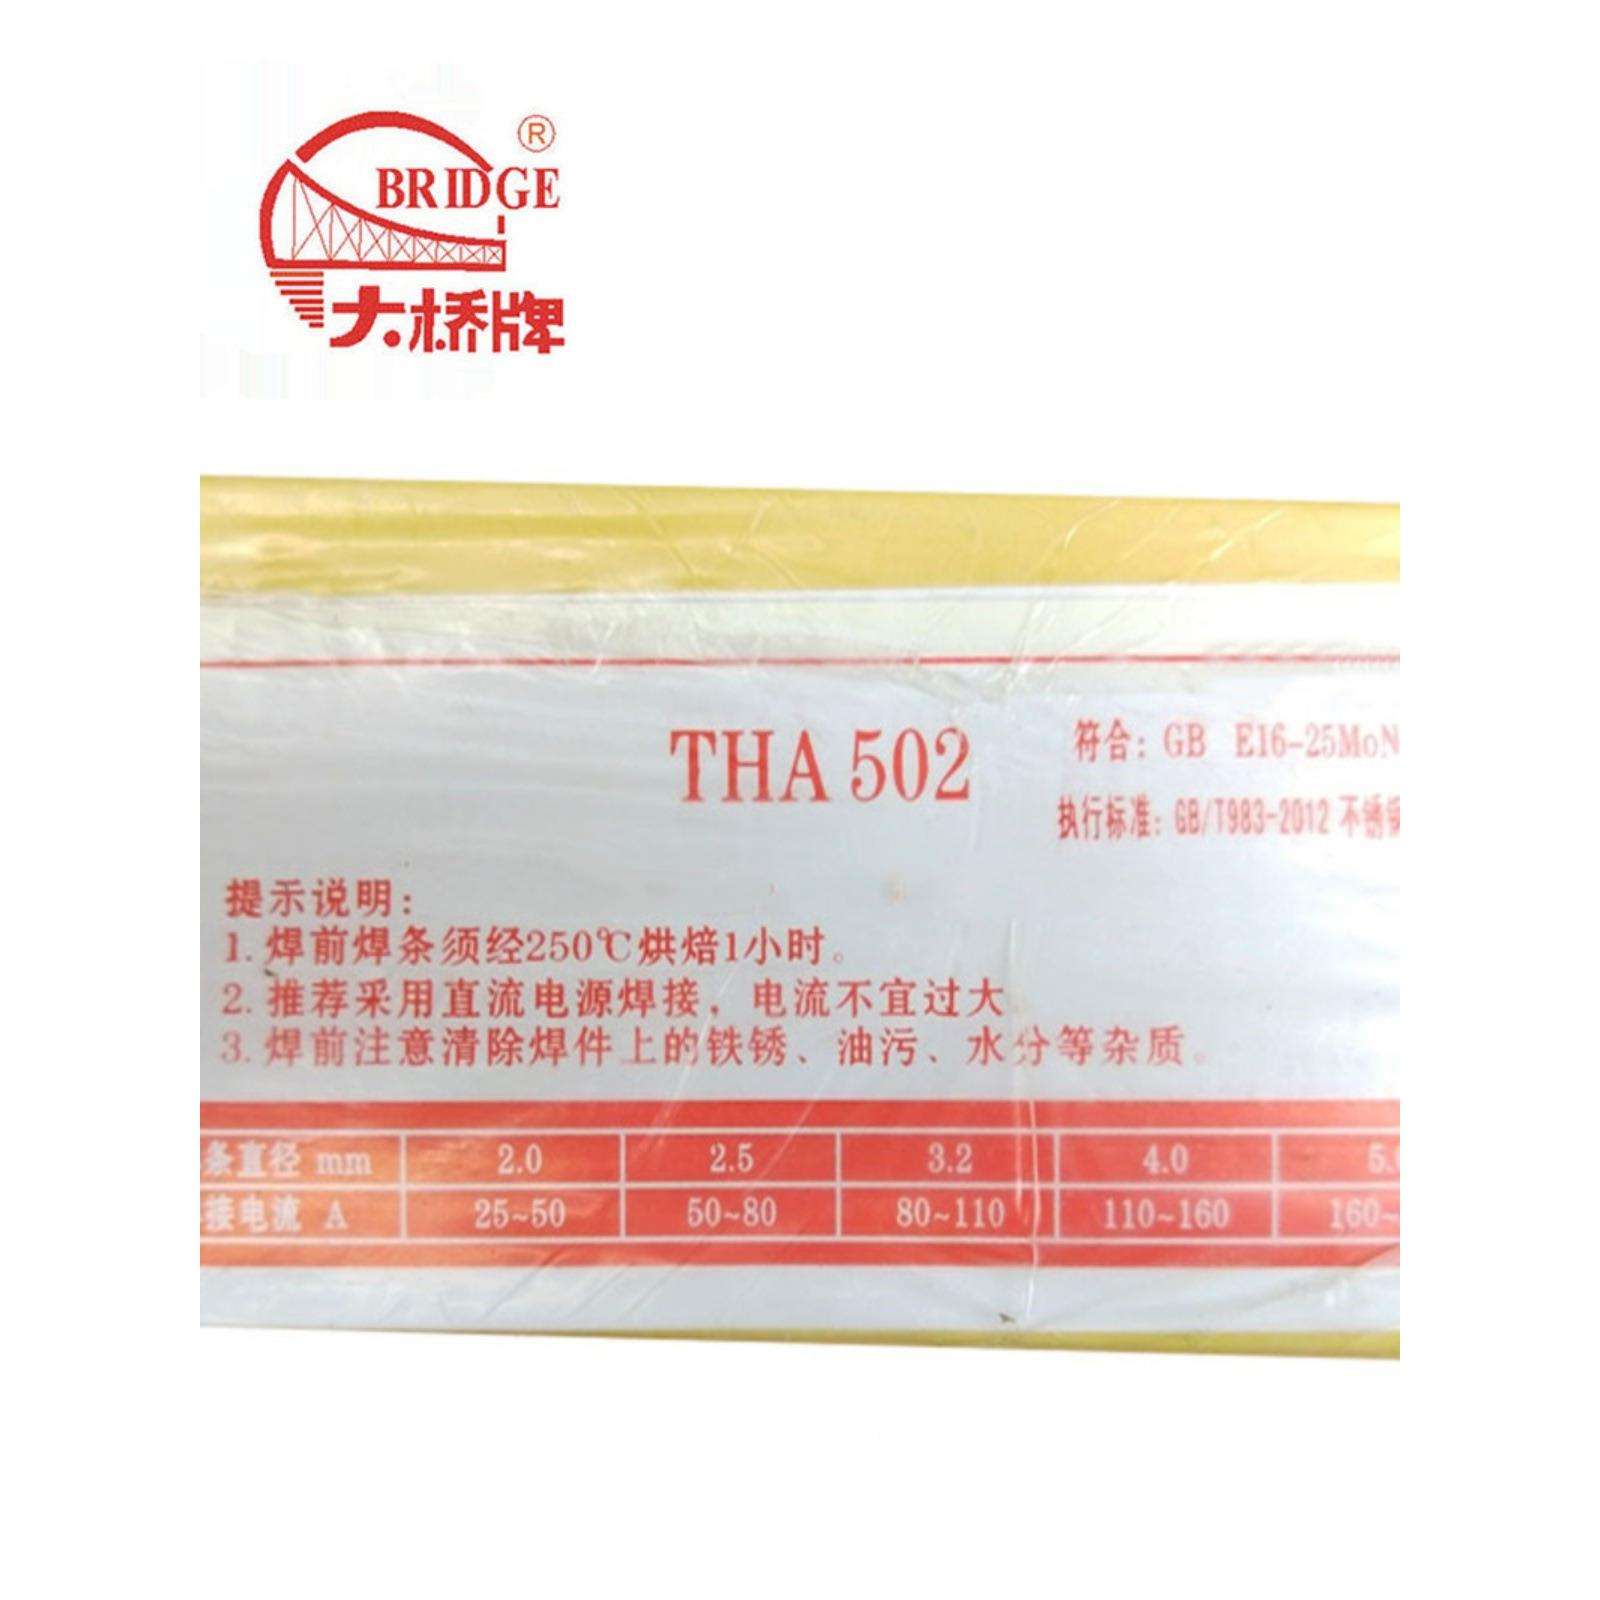 BRIDGE®
大桥牌
THA 502
符合: GB E16-25MoN
执行标准: GB/T983-2012 不锈钢
提示说明:
1. 焊前焊条须经250℃烘焙1小时。
2. 推荐采用直流电源焊接，电流不宜过大
3. 焊前注意清除焊件上的铁锈、油污、水分等杂质。
条直径 mm 2.0 2.5 3.2 4.0 5.0
接电流 A 25~50 50~80 80~110 110~160 160~